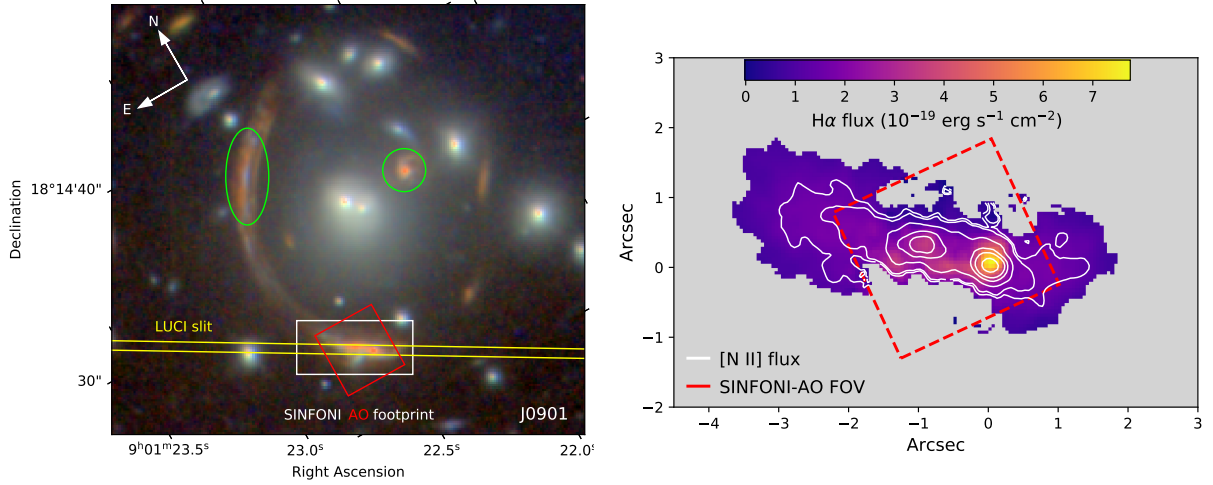 N
E
Declination
18°14'40"
30"
LUCI slit
SINFONI AO footprint
J0901
9ʰ01ᵐ23.5ˢ
23.0ˢ
22.5ˢ
22.0ˢ
Right Ascension
3
2
1
0
−1
−2
Arcsec
0 1 2 3 4 5 6 7
Hα flux (10⁻¹⁹ erg s⁻¹ cm⁻²)
[N II] flux
SINFONI-AO FOV
−4 −3 −2 −1 0 1 2 3
Arcsec